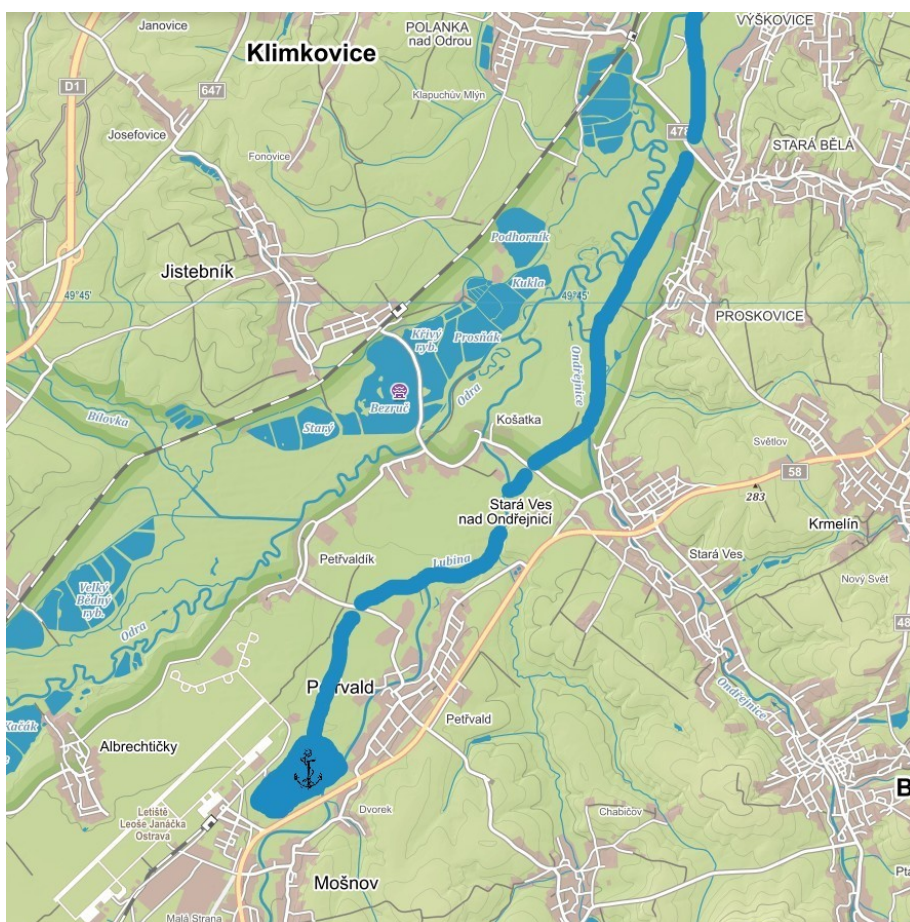 Janovice
Klimkovice
POLANKA
nad Odrou
VÝŠKOVICE
D1
647
Klapuchův Mlýn
Josefovice
Fonovice
478
STARÁ BĚLÁ
Podhorník
Jistebník
Kukla
49°45'
49°45'
Křivý
ryb.
Prosňák
PROSKOVICE
Ondřejnice
Bezruč
Odra
Bílovka
Starý
Košatka
Světlov
58
283
Stará Ves
nad Ondřejnicí
Krmelín
Petřvaldík
Lubina
Stará Ves
Nový Svět
Velký
Bědný
ryb.
Odra
48
Petřvald
Ondřejnice
Kačák
Albrechtičky
Petřvald
B
Letiště
Leoše Janáčka
Ostrava
Dvorek
Chabičov
Mošnov
Malá Strana